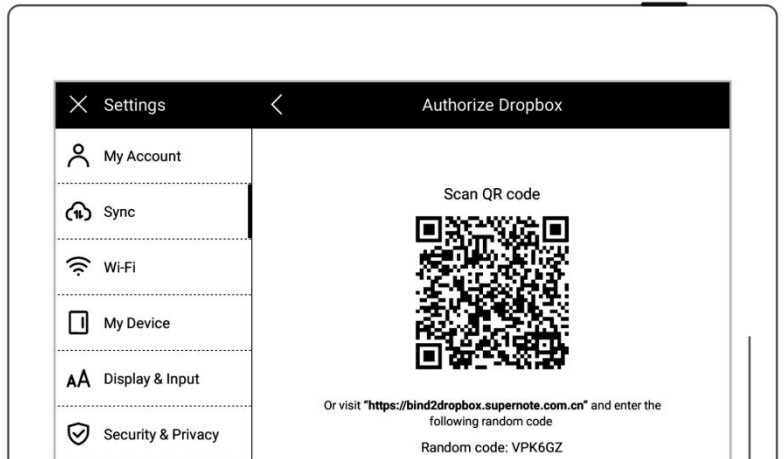 Settings
Authorize Dropbox
My Account
Sync
Wi-Fi
My Device
Display & Input
Security & Privacy
Scan QR code
Or visit "https://bind2dropbox.supernote.com.cn" and enter the
following random code
Random code: VPK6GZ